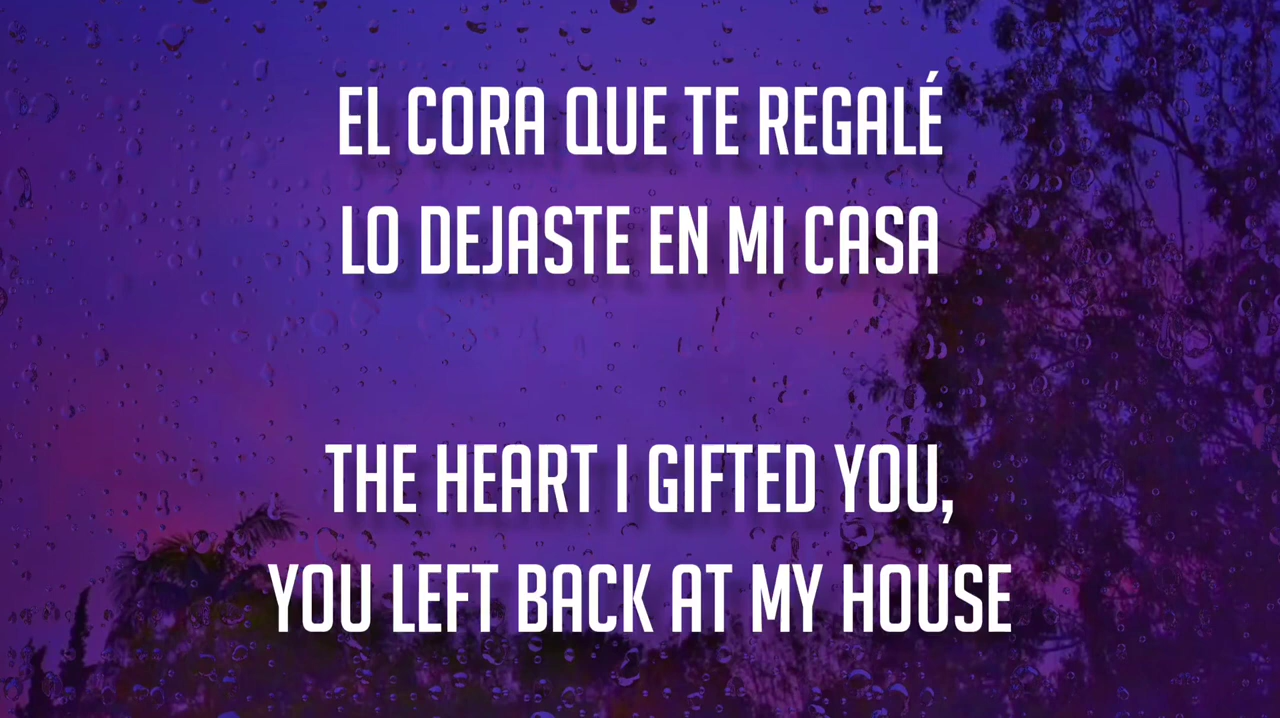 EL CORA QUE TE REGALÉ
LO DEJASTE EN MI CASA
THE HEART I GIFTED YOU,
YOU LEFT BACK AT MY HOUSE